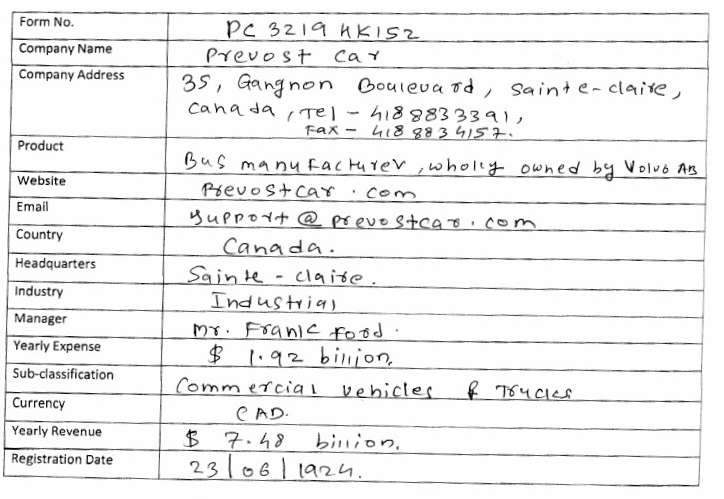 Form No. PC 3219 HK152
Company Name Prevost Car
Company Address 35, Gangnon Boulevard, Sainte-claire,
Canada, Tel - 4188833391,
Fax - 4188834157.
Product Bus manufacturer, wholly owned by Volvo AB
Website Prevostcar.com
Email support@prevostcar.com
Country Canada.
Headquarters Sainte - claire.
Industry Industrial
Manager Mr. Frank Ford.
Yearly Expense $ 1.92 billion.
Sub-classification Commercial vehicles & Trucks
Currency CAD.
Yearly Revenue $ 7.48 billion.
Registration Date 23/06/1924.